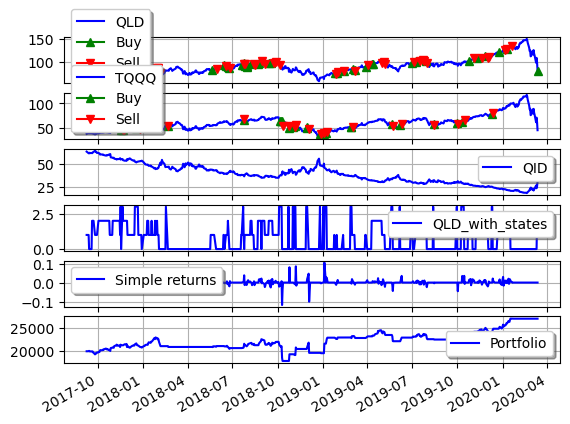 QLD
Buy
Sell
150
100
TQQQ
Buy
Sell
100
50
50
25
QID
2.5
0.0
QLD_with_states
0.1
0.0
−0.1
Simple returns
25000
20000
Portfolio
2017-10
2018-01
2018-04
2018-07
2018-10
2019-01
2019-04
2019-07
2019-10
2020-01
2020-04